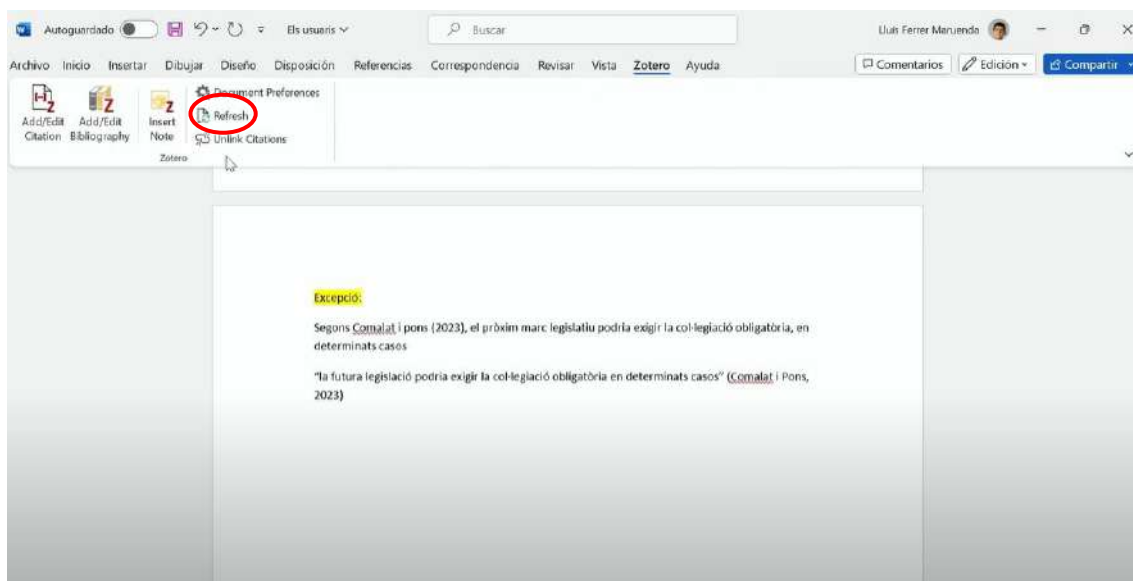 Autoguardado
Els usuaris
Buscar
Lluis Ferrer Maruenda
Archivo Inicio Insertar Dibujar Diseño Disposición Referencias Correspondencia Revisar Vista Zotero Ayuda
Comentarios Edición Compartir
Add/Edit Citation
Add/Edit Bibliography
Insert Note
Document Preferences
Refresh
Unlink Citations
Zotero
Excepció:
Segons Comalat i pons (2023), el pròxim marc legislatiu podria exigir la col·legiació obligatòria, en
determinats casos
“la futura legislació podria exigir la col·legiació obligatòria en determinats casos” (Comalat i Pons,
2023)